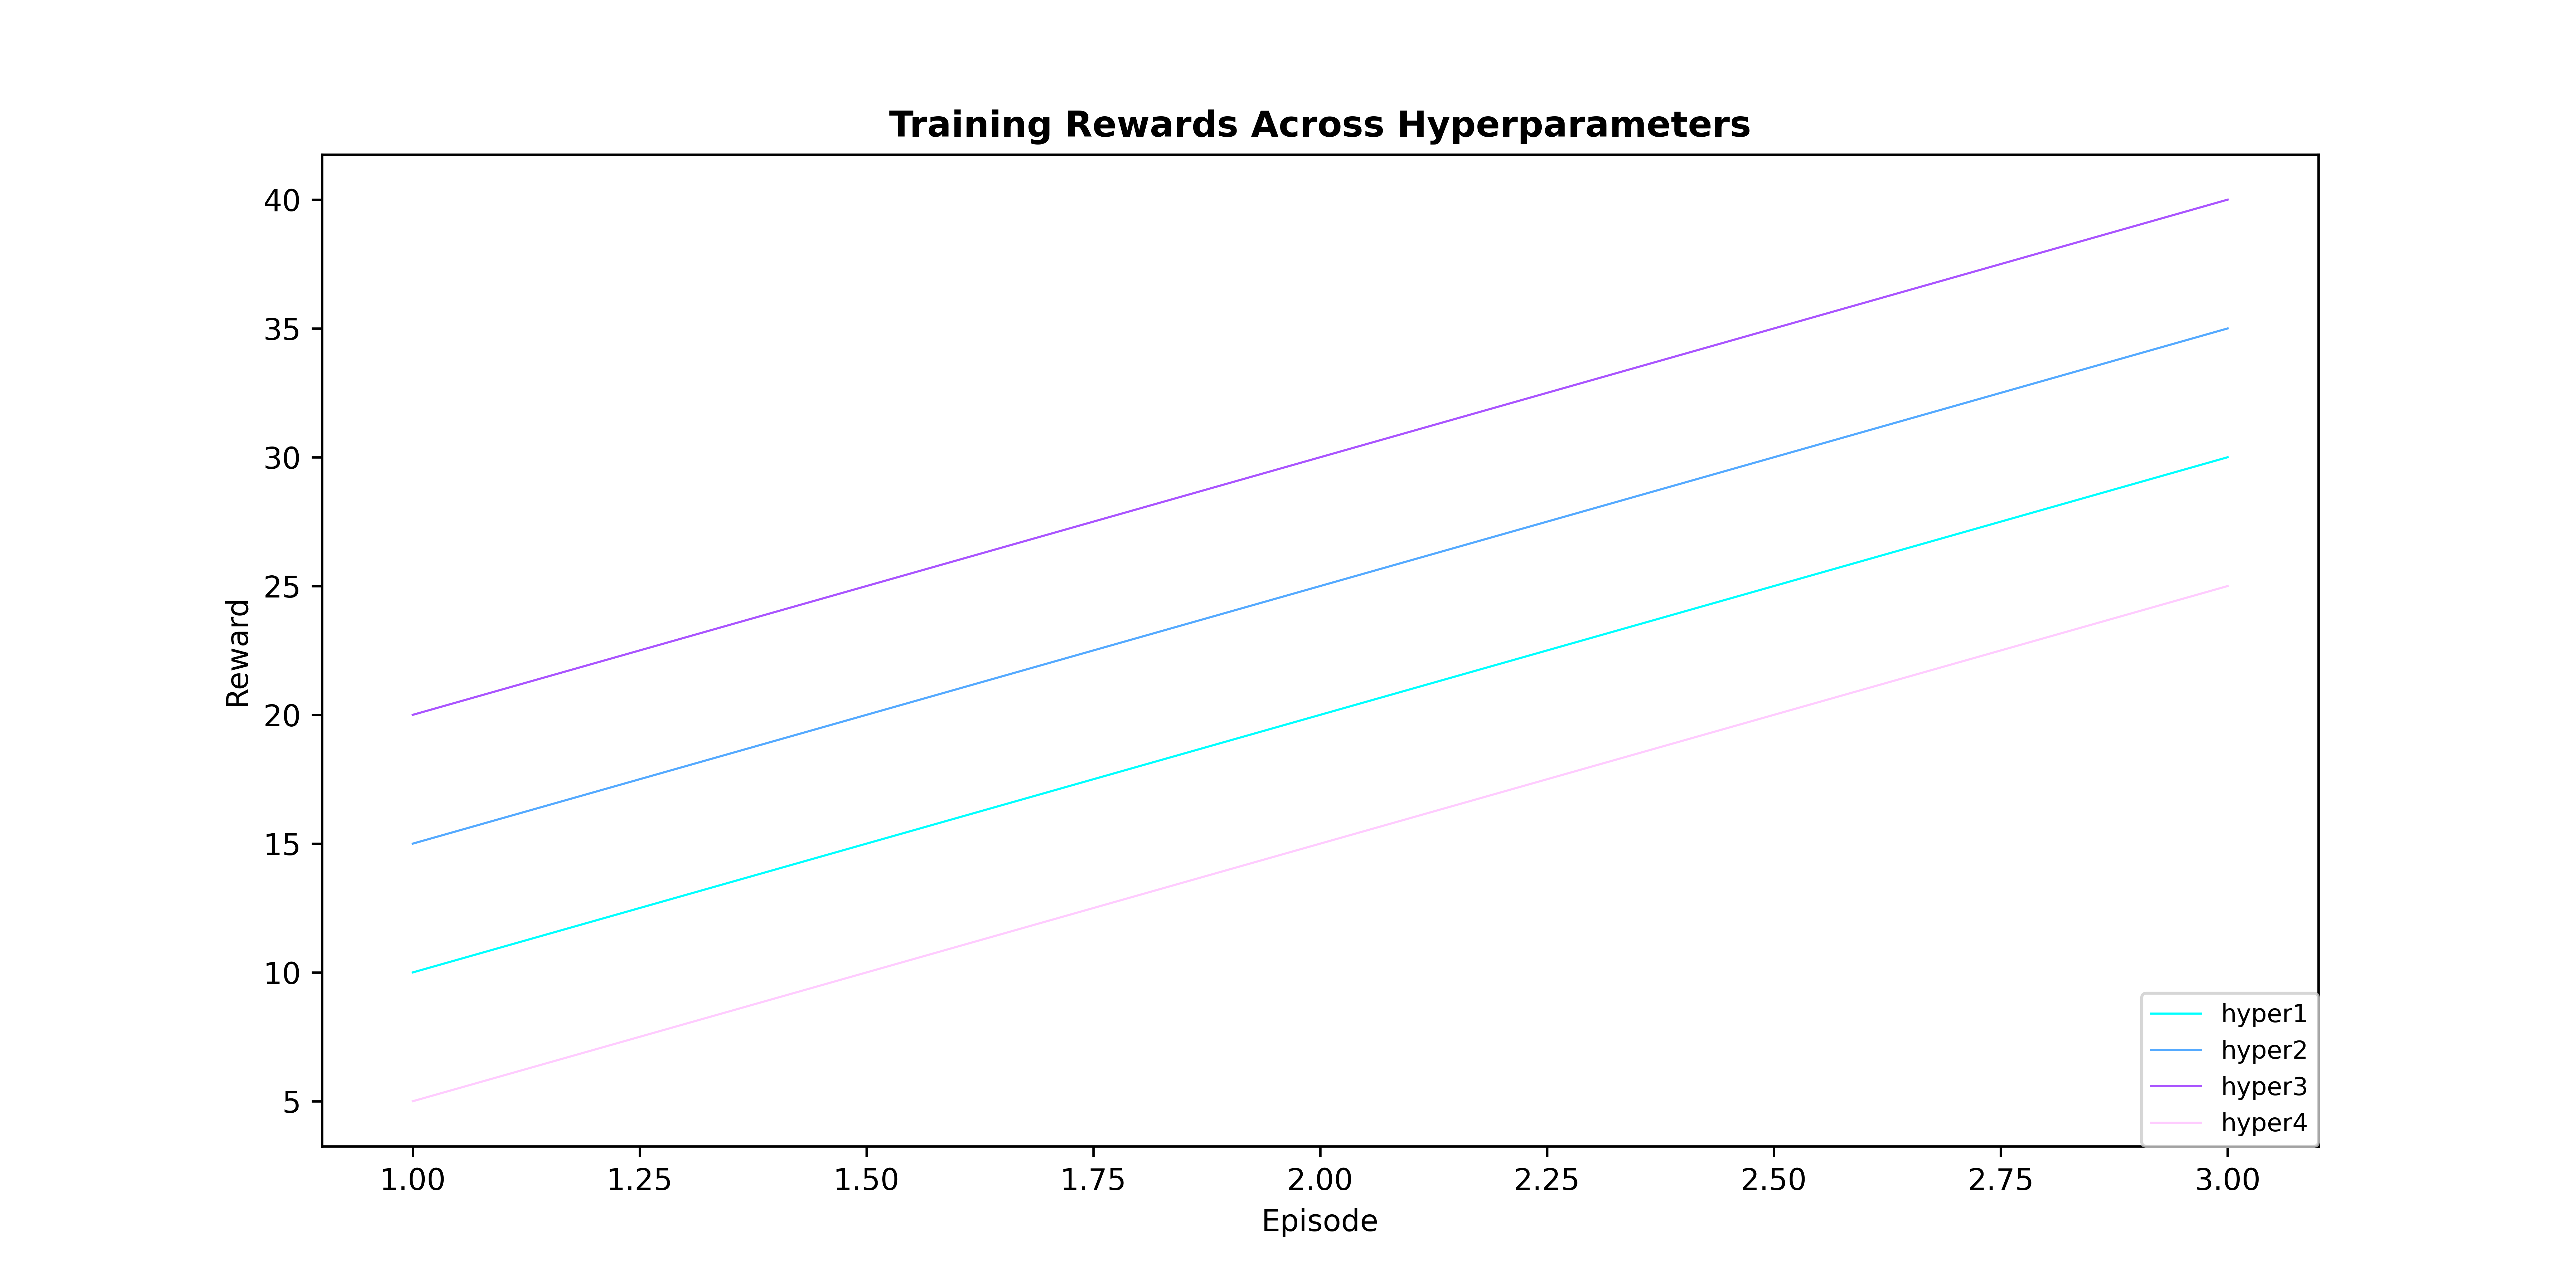 Training Rewards Across Hyperparameters
40
35
30
25
20
15
10
5
Reward
hyper1
hyper2
hyper3
hyper4
1.00 1.25 1.50 1.75 2.00 2.25 2.50 2.75 3.00
Episode